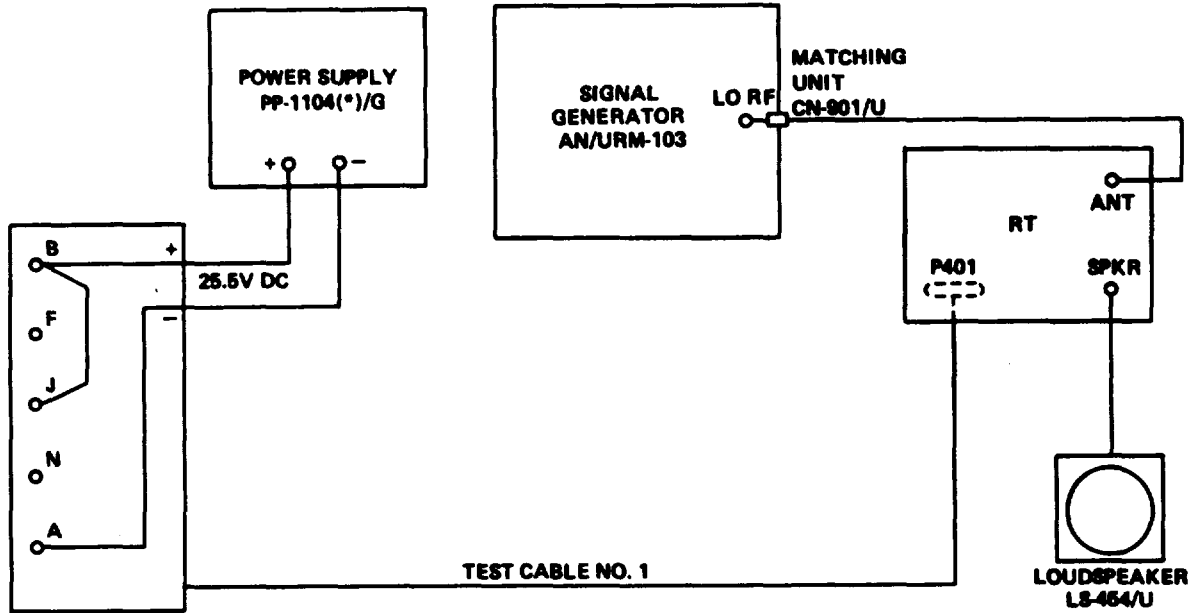 POWER SUPPLY
PP-1104(*)/G
+
−
SIGNAL
GENERATOR
AN/URM-103
LO RF
MATCHING
UNIT
CN-901/U
ANT
RT
P401
SPKR
B
+
25.5V DC
−
F
J
N
A
TEST CABLE NO. 1
LOUDSPEAKER
LS-454/U